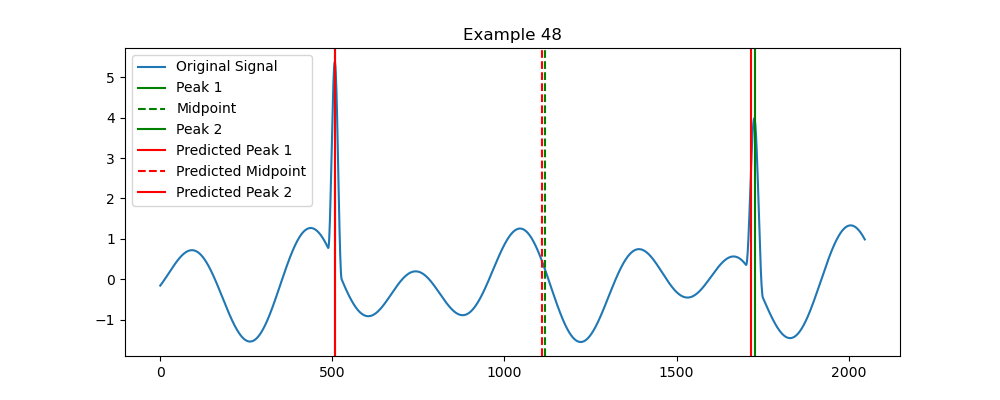 Example 48
Original Signal
Peak 1
Midpoint
Peak 2
Predicted Peak 1
Predicted Midpoint
Predicted Peak 2
5
4
3
2
1
0
−1
0 500 1000 1500 2000